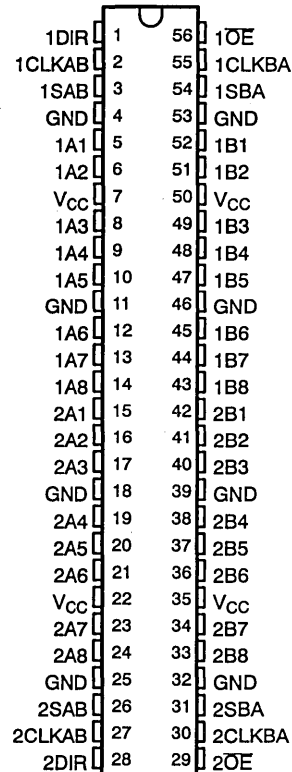 1DIR 1 56 1O̅E̅
1CLKAB 2 55 1CLKBA
1SAB 3 54 1SBA
GND 4 53 GND
1A1 5 52 1B1
1A2 6 51 1B2
VCC 7 50 VCC
1A3 8 49 1B3
1A4 9 48 1B4
1A5 10 47 1B5
GND 11 46 GND
1A6 12 45 1B6
1A7 13 44 1B7
1A8 14 43 1B8
2A1 15 42 2B1
2A2 16 41 2B2
2A3 17 40 2B3
GND 18 39 GND
2A4 19 38 2B4
2A5 20 37 2B5
2A6 21 36 2B6
VCC 22 35 VCC
2A7 23 34 2B7
2A8 24 33 2B8
GND 25 32 GND
2SAB 26 31 2SBA
2CLKAB 27 30 2CLKBA
2DIR 28 29 2O̅E̅